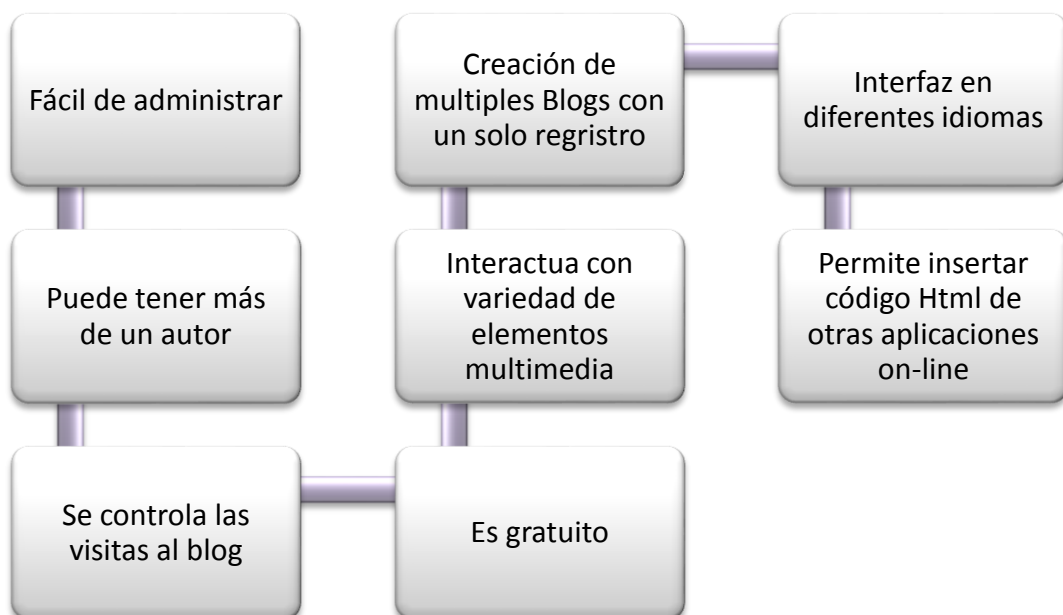 Fácil de administrar
Puede tener más
de un autor
Se controla las
visitas al blog
Es gratuito
Interactua con
variedad de
elementos
multimedia
Creación de
multiples Blogs con
un solo regristro
Interfaz en
diferentes idiomas
Permite insertar
código Html de
otras aplicaciones
on-line